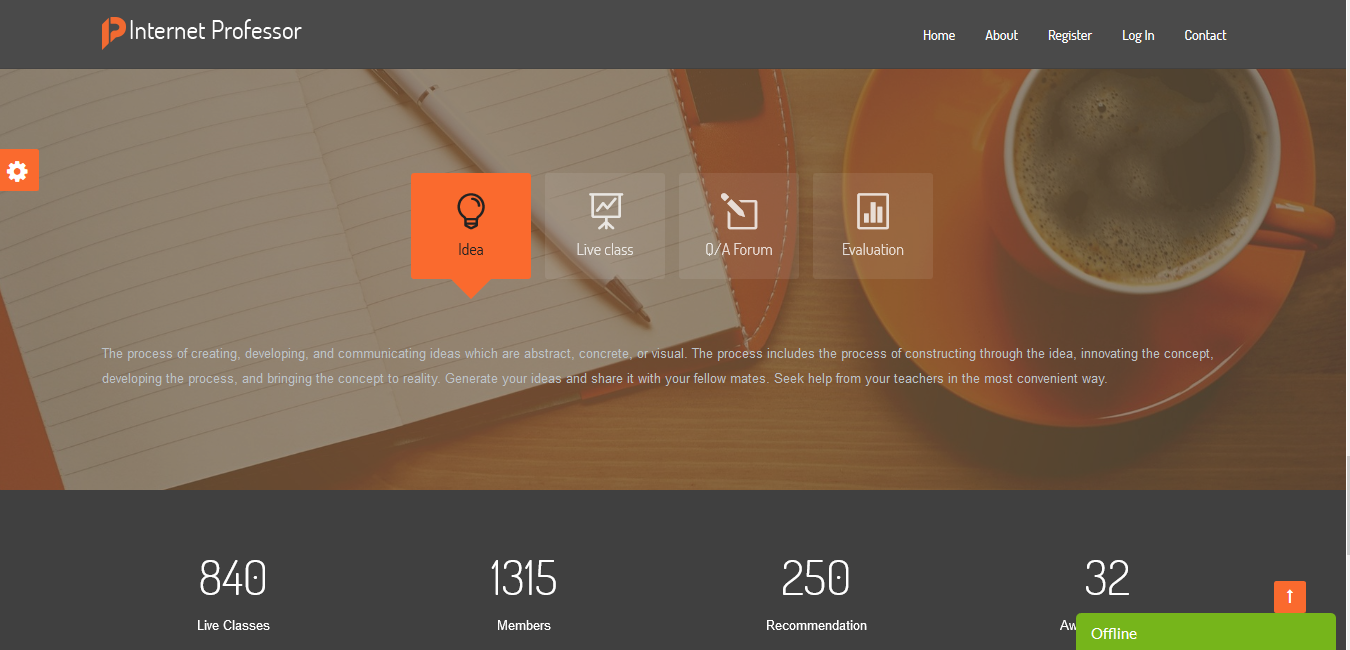 Internet Professor
Home About Register Log In Contact
Idea Live class Q/A Forum Evaluation
The process of creating, developing, and communicating ideas which are abstract, concrete, or visual. The process includes the process of constructing through the idea, innovating the concept,
developing the process, and bringing the concept to reality. Generate your ideas and share it with your fellow mates. Seek help from your teachers in the most convenient way.
840 1315 250 32
Live Classes Members Recommendation
Offline